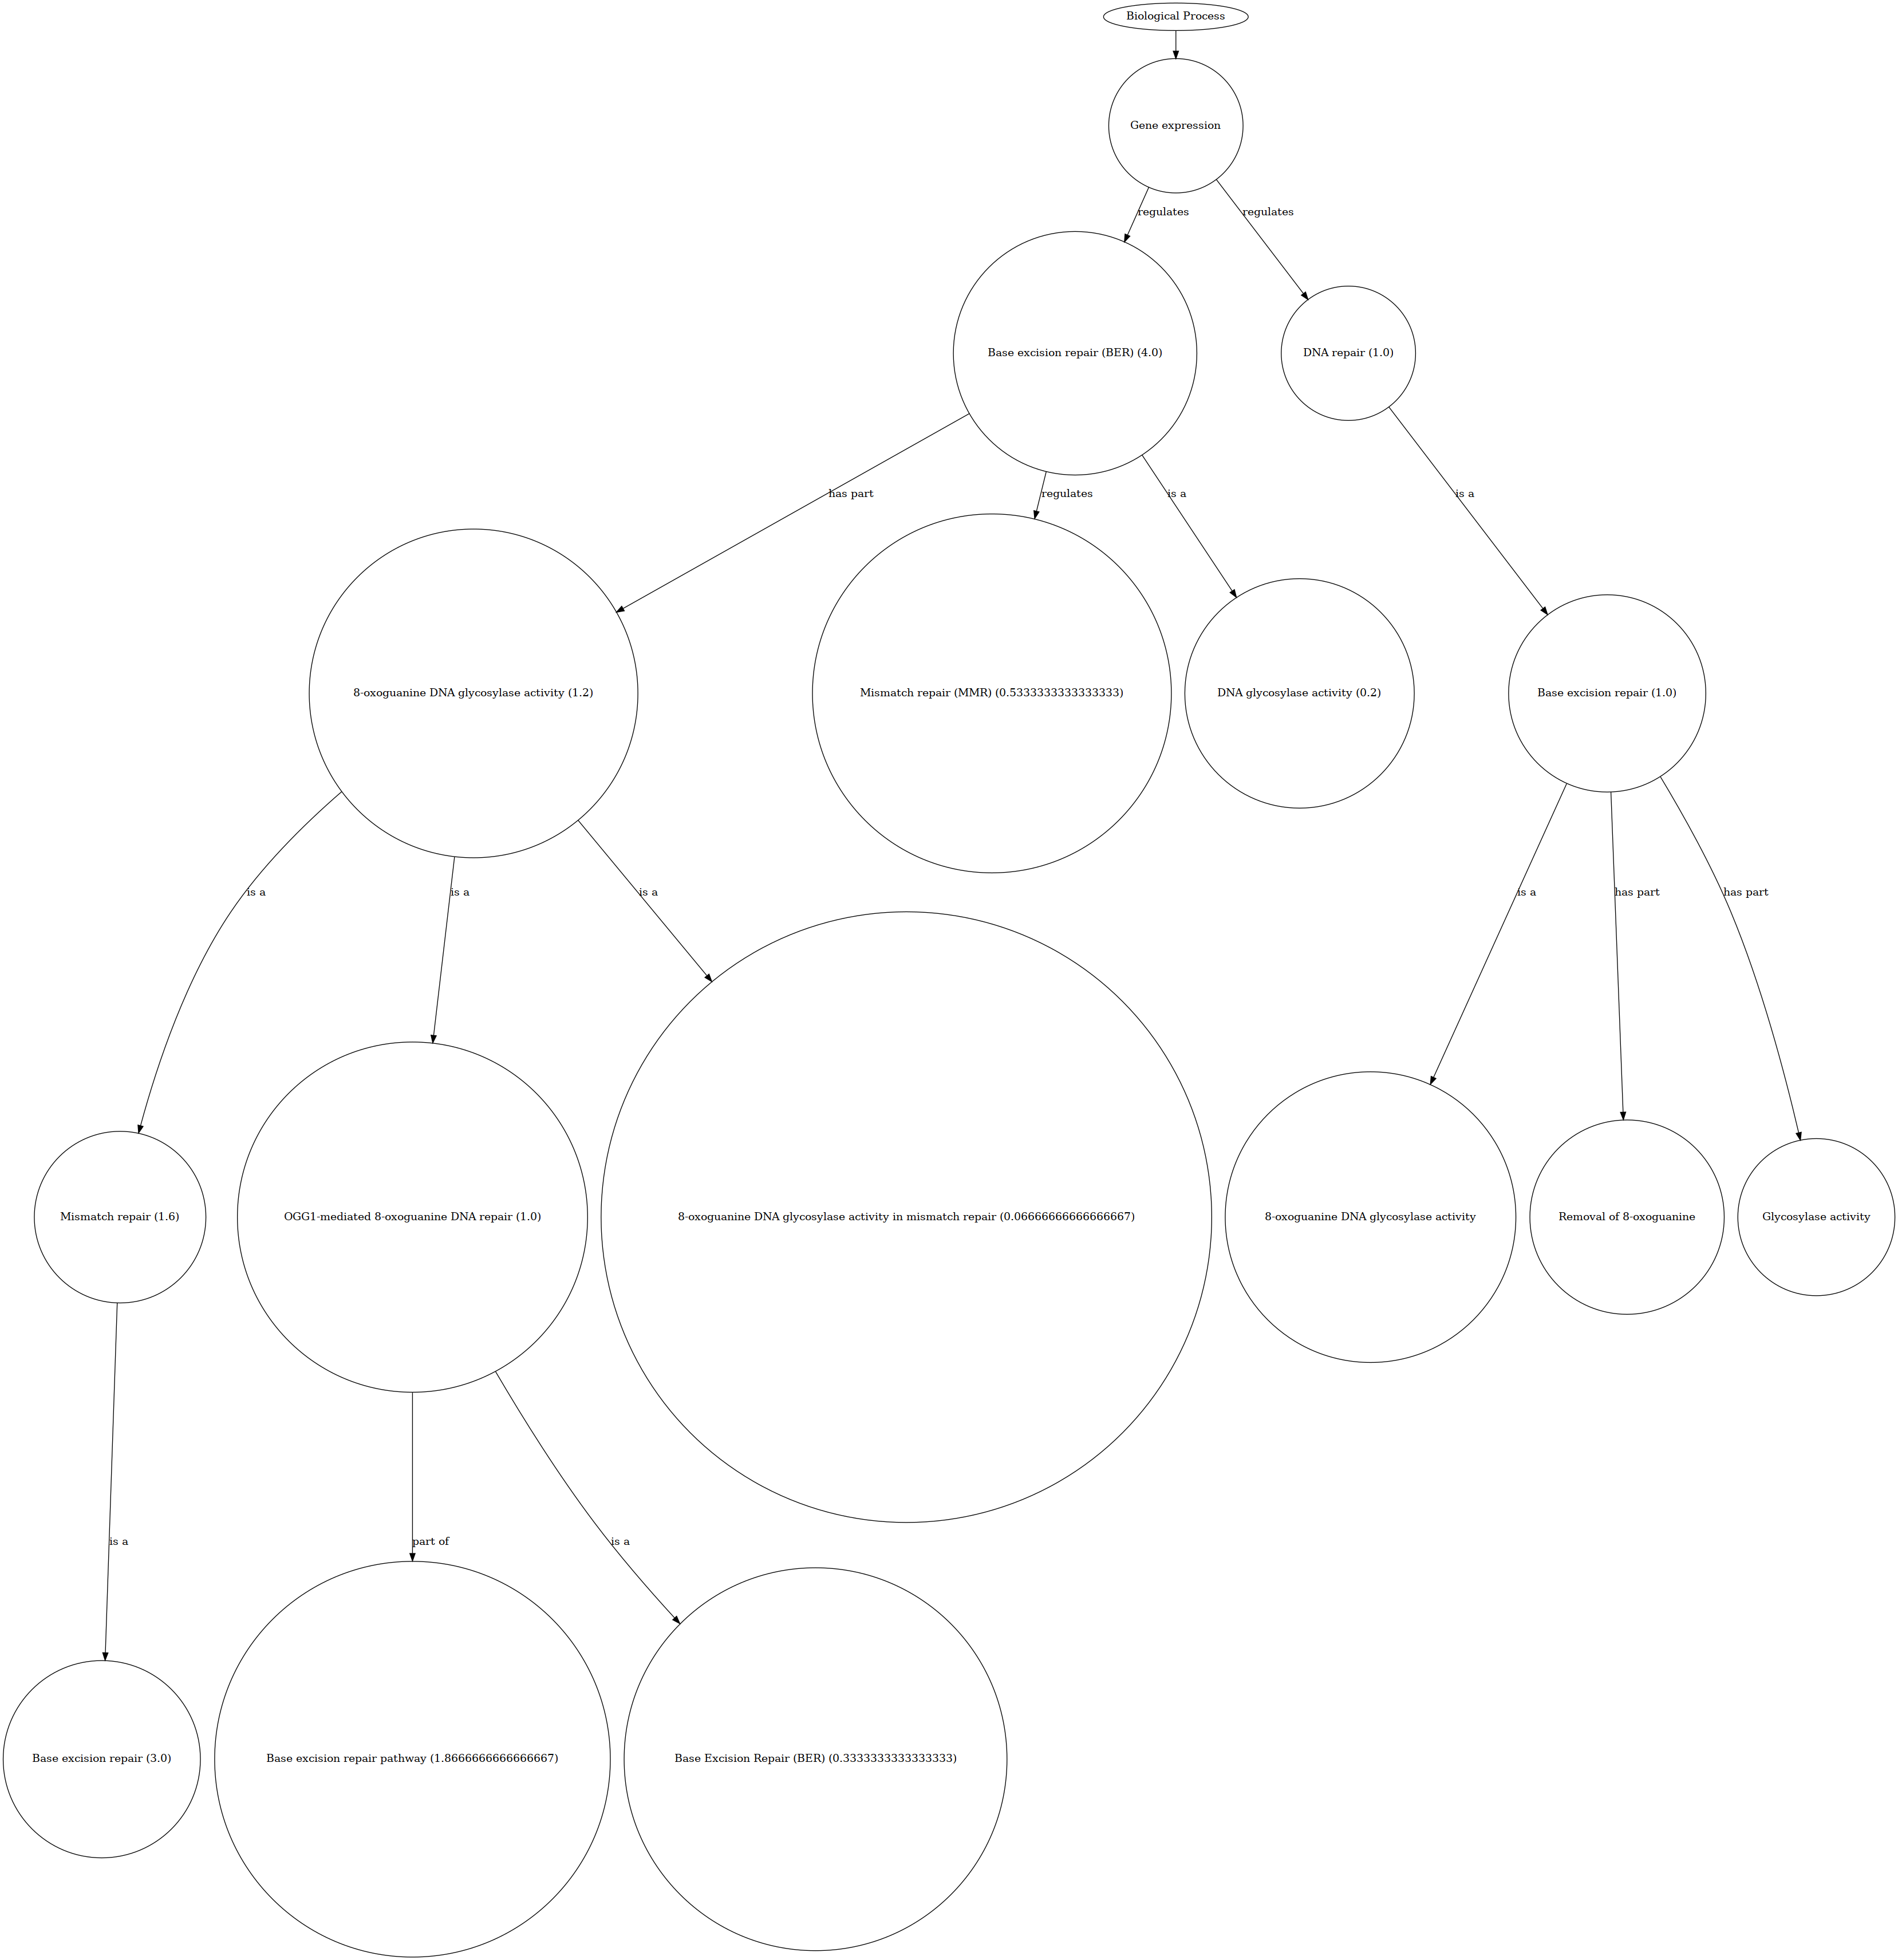 Biological Process
Gene expression
regulates
regulates
Base excision repair (BER) (4.0)
DNA repair (1.0)
has part
regulates
is a
is a
8-oxoguanine DNA glycosylase activity (1.2)
Mismatch repair (MMR) (0.5333333333333333)
DNA glycosylase activity (0.2)
Base excision repair (1.0)
is a
is a
is a
is a
has part
has part
Mismatch repair (1.6)
OGG1-mediated 8-oxoguanine DNA repair (1.0)
8-oxoguanine DNA glycosylase activity in mismatch repair (0.06666666666666667)
8-oxoguanine DNA glycosylase activity
Removal of 8-oxoguanine
Glycosylase activity
is a
part of
is a
Base excision repair (3.0)
Base excision repair pathway (1.8666666666666667)
Base Excision Repair (BER) (0.3333333333333333)